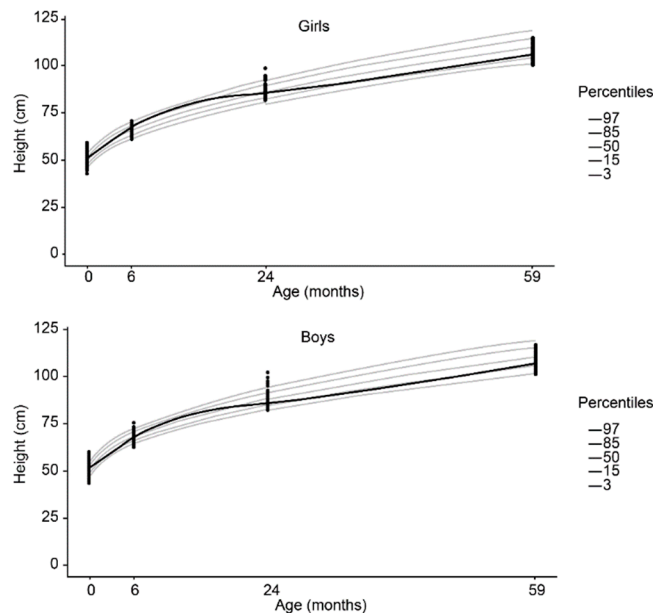 Girls
125
100
75
50
25
0
Height (cm)
0 6 24 59
Age (months)
Percentiles
—97
—85
—50
—15
—3
Boys
125
100
75
50
25
0
Height (cm)
0 6 24 59
Age (months)
Percentiles
—97
—85
—50
—15
—3